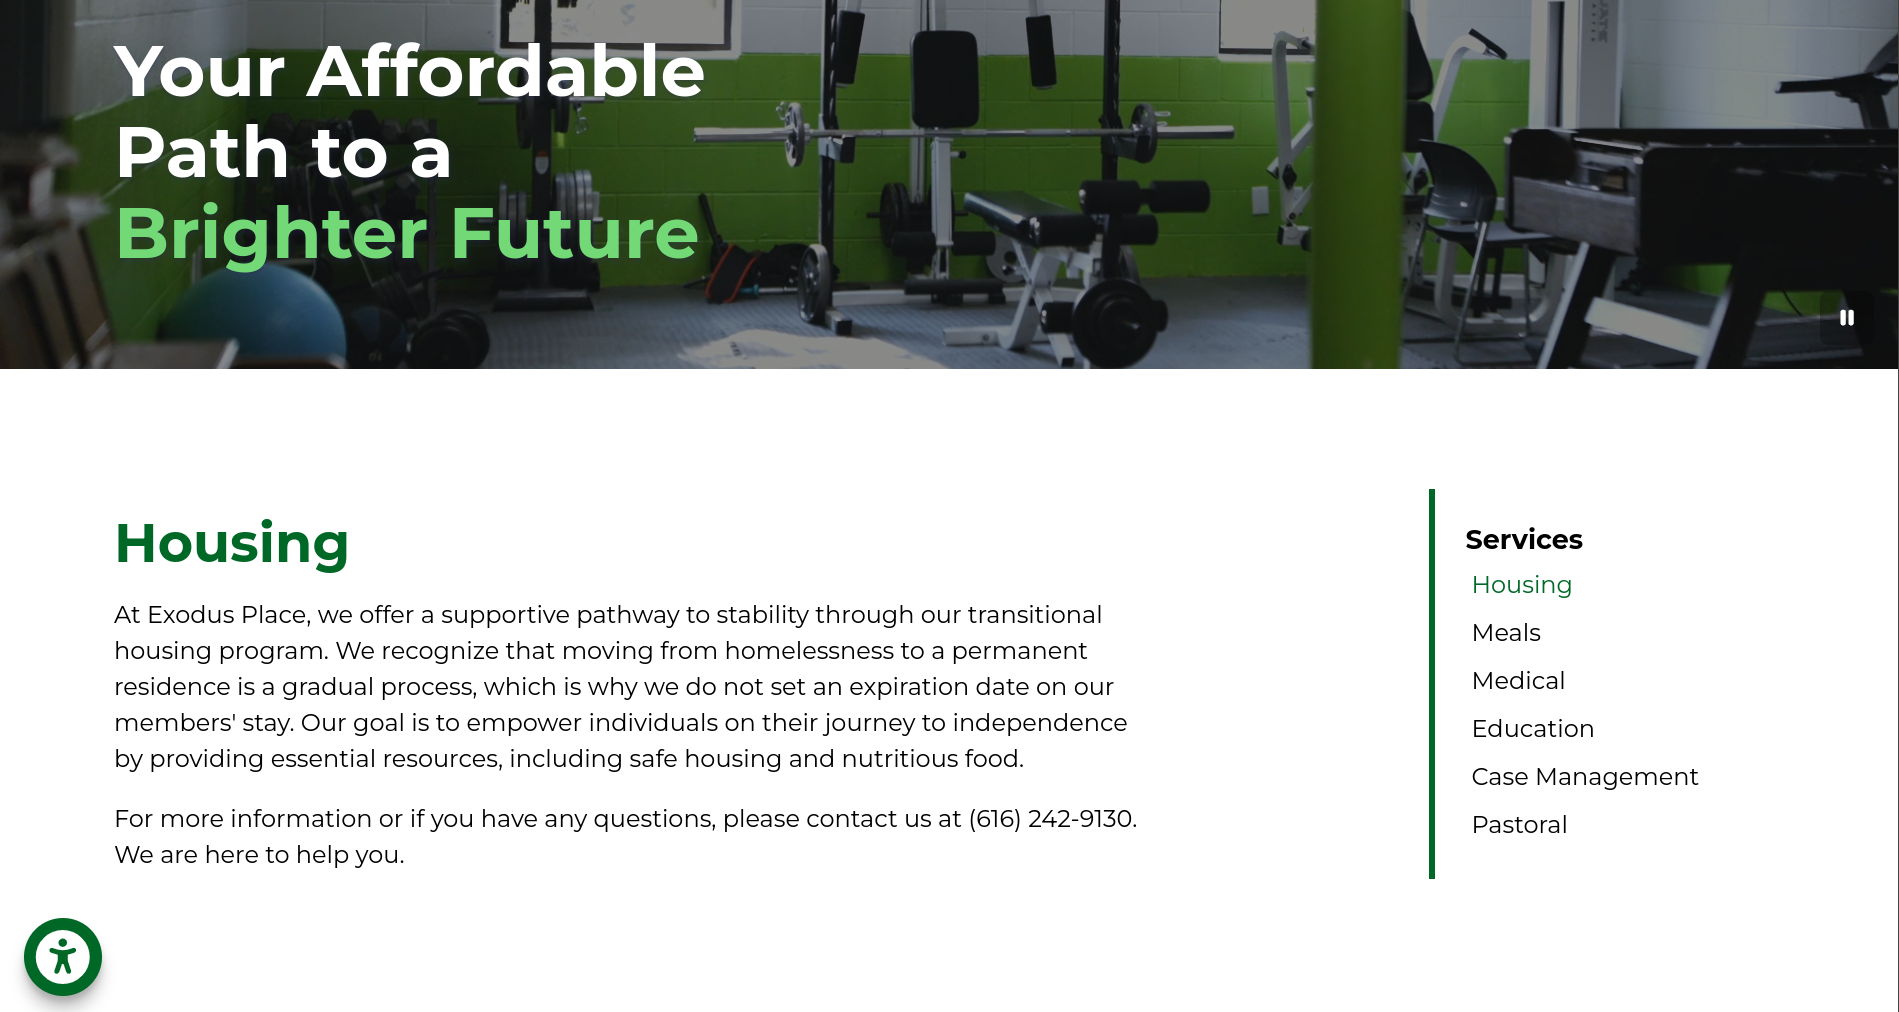 Your Affordable
Path to a
Brighter Future
Housing
At Exodus Place, we offer a supportive pathway to stability through our transitional
housing program. We recognize that moving from homelessness to a permanent
residence is a gradual process, which is why we do not set an expiration date on our
members' stay. Our goal is to empower individuals on their journey to independence
by providing essential resources, including safe housing and nutritious food.
For more information or if you have any questions, please contact us at (616) 242-9130.
We are here to help you.
Services
Housing
Meals
Medical
Education
Case Management
Pastoral